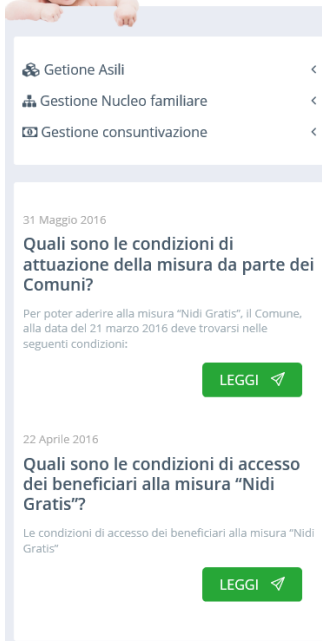 Getione Asili
Gestione Nucleo familiare
Gestione consuntivazione
31 Maggio 2016
Quali sono le condizioni di
attuazione della misura da parte dei
Comuni?
Per poter aderire alla misura “Nidi Gratis”, il Comune,
alla data del 21 marzo 2016 deve trovarsi nelle
seguenti condizioni:
LEGGI
22 Aprile 2016
Quali sono le condizioni di accesso
dei beneficiari alla misura “Nidi
Gratis”?
Le condizioni di accesso dei beneficiari alla misura “Nidi
Gratis”
LEGGI